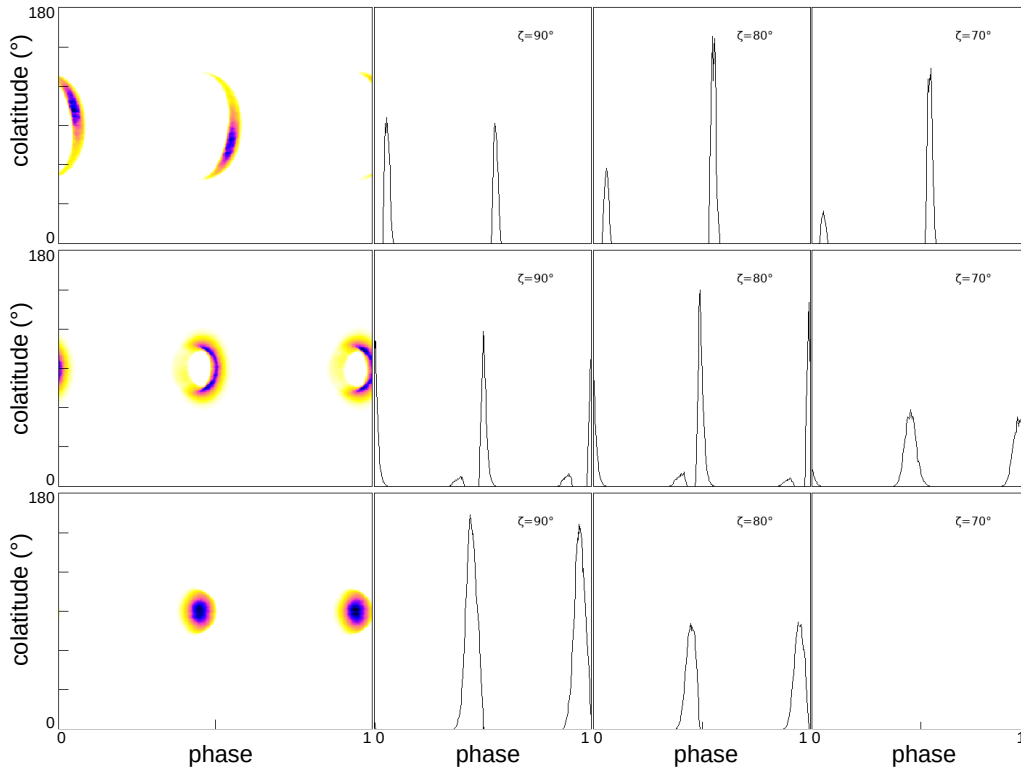 180
colatitude (°)
0
ζ=90°
ζ=80°
ζ=70°
180
colatitude (°)
0
ζ=90°
ζ=80°
ζ=70°
180
colatitude (°)
0
ζ=90°
ζ=80°
ζ=70°
0 1 0 1 0 1 0 1
phase phase phase phase